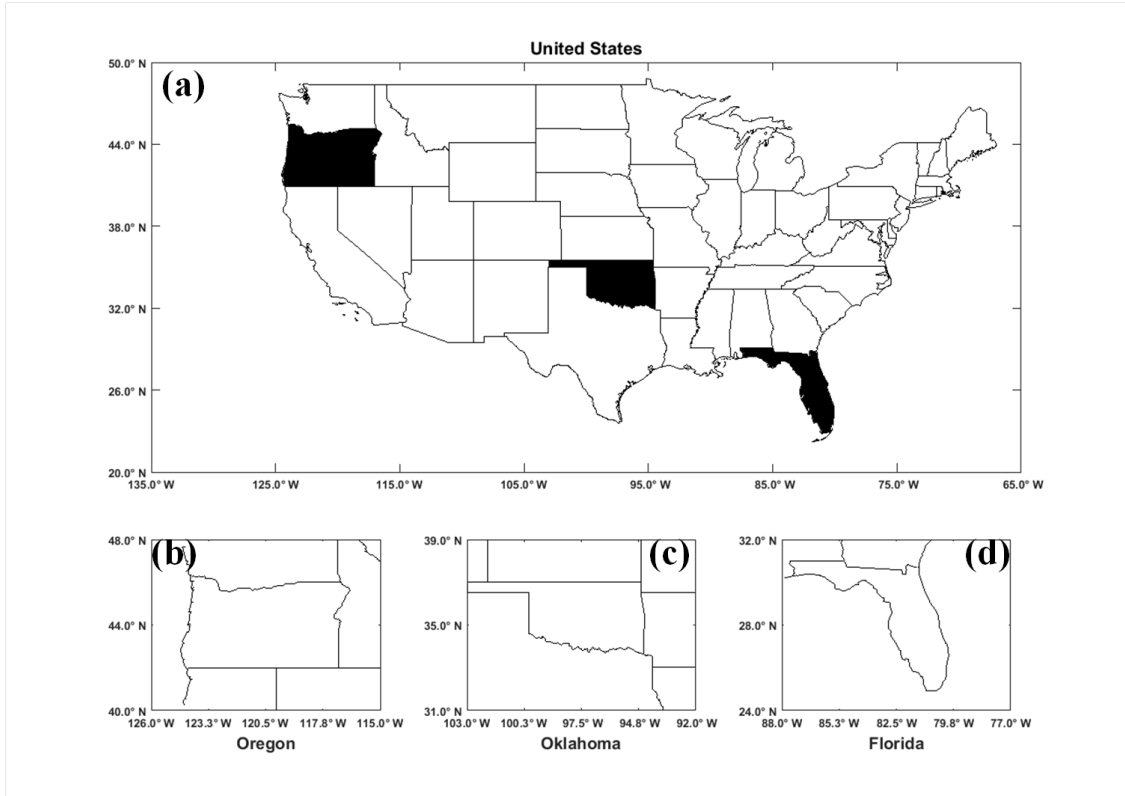 United States
(a)
50.0° N
44.0° N
38.0° N
32.0° N
26.0° N
20.0° N
135.0° W 125.0° W 115.0° W 105.0° W 95.0° W 85.0° W 75.0° W 65.0° W
(b)
48.0° N
44.0° N
40.0° N
126.0° W 123.3° W 120.5° W 117.8° W 115.0° W
Oregon
(c)
39.0° N
35.0° N
31.0° N
103.0° W 100.3° W 97.5° W 94.8° W 92.0° W
Oklahoma
(d)
32.0° N
28.0° N
24.0° N
88.0° W 85.3° W 82.5° W 79.8° W 77.0° W
Florida